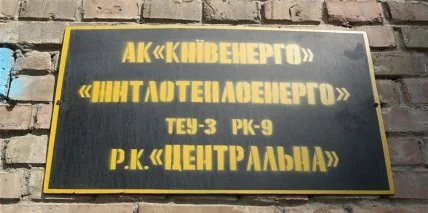 АК«КИЇВЕНЕРГО»
«ЖИТЛОТЕПЛОЕНЕРГО»
ТЕУ-3 РК-9
Р.К.«ЦЕНТРАЛЬНА»